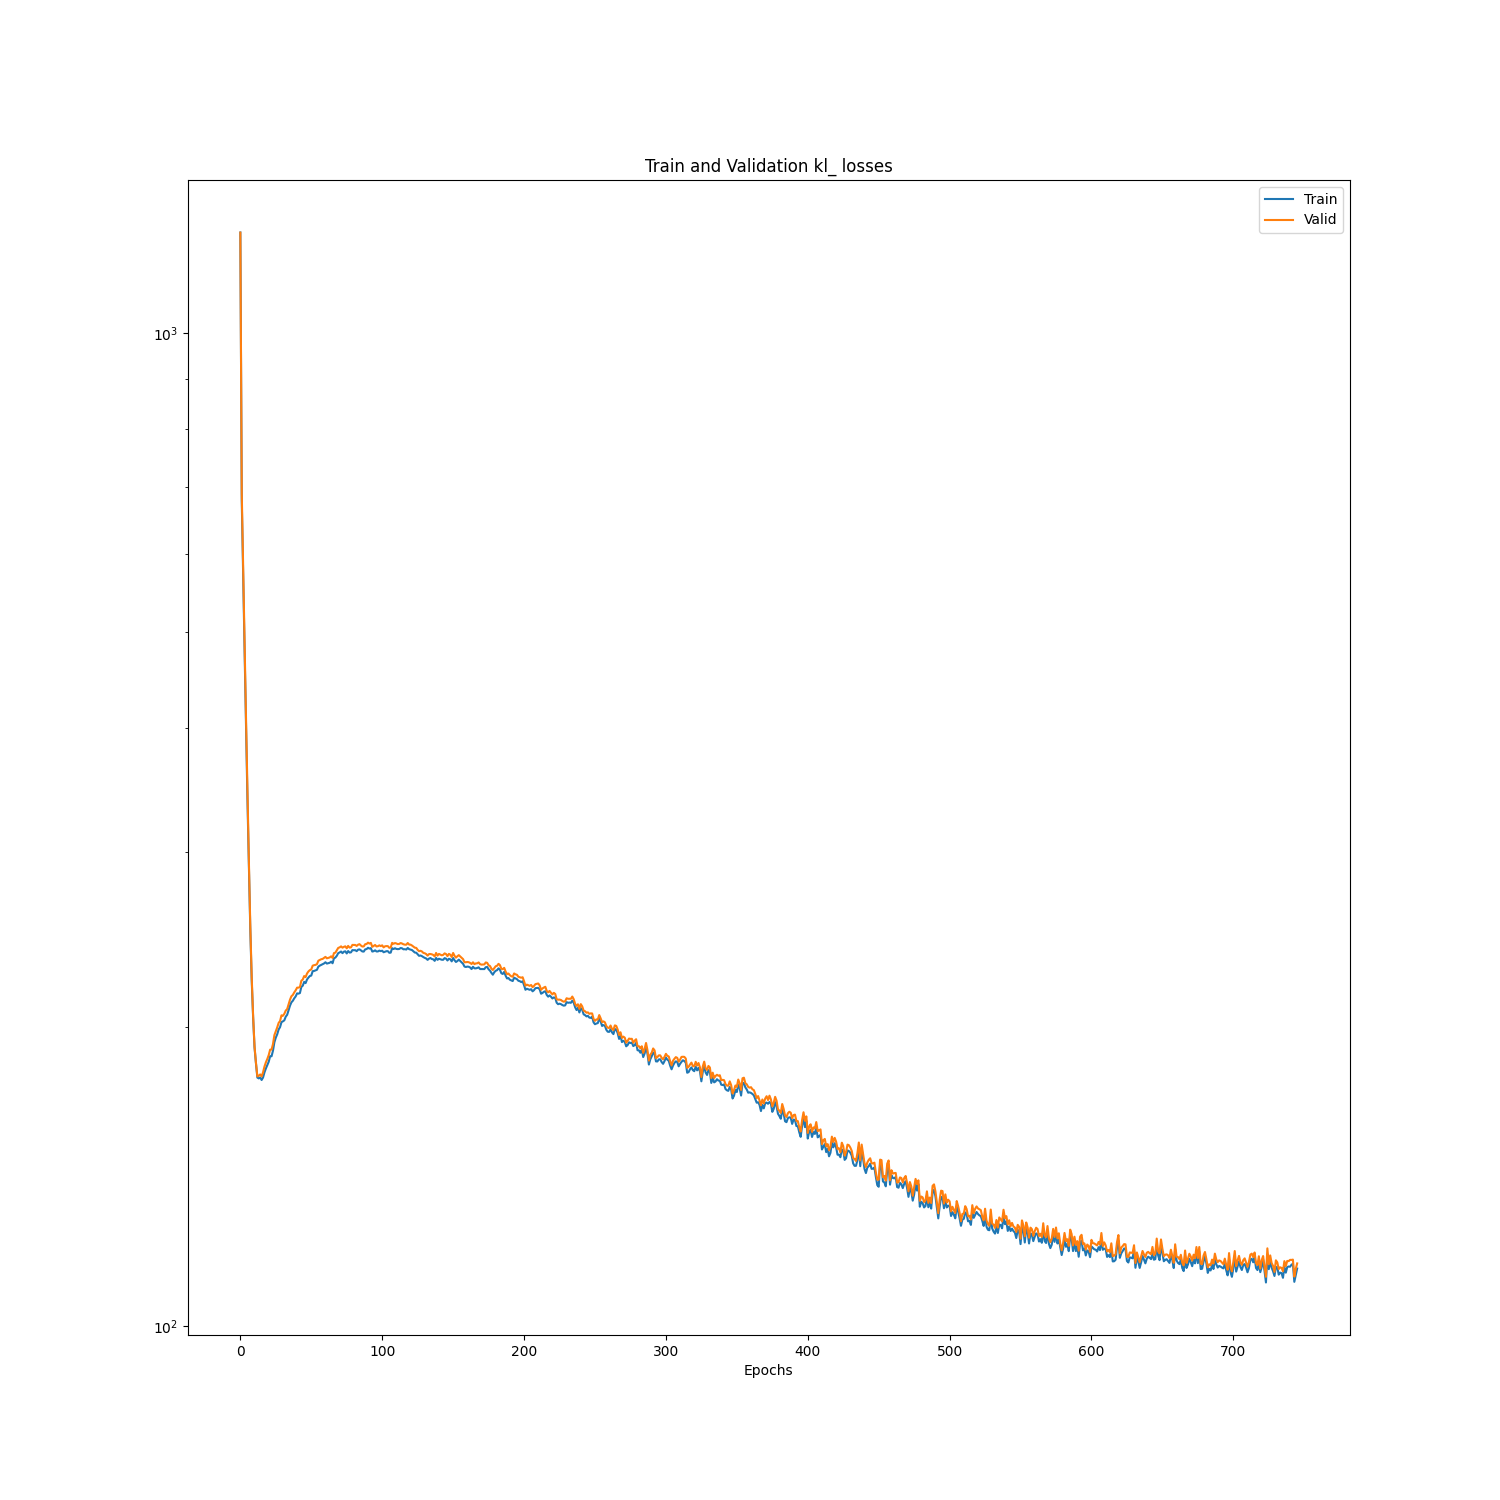 Train and Validation kl_ losses
Train
Valid
10³
10²
0 100 200 300 400 500 600 700
Epochs